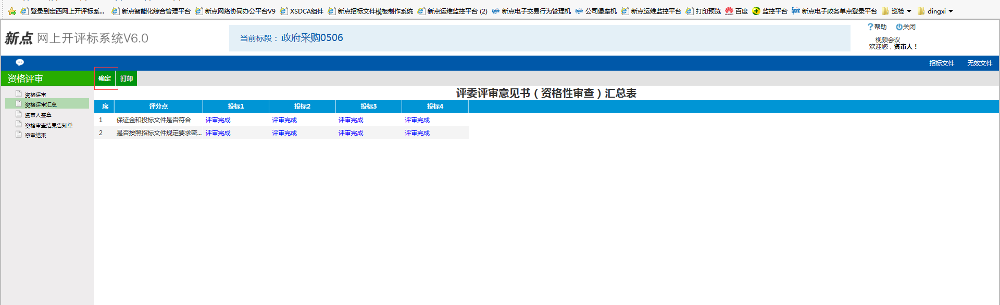 登录到定西网上开评标系... 新点智能化综合管理平台 新点网络协同办公平台V9 XSDCA组件 新点招标文件模板制作系统 新点运维监控平台 (2) 新点电子交易行为管理机 公司堡垒机 新点运维监控平台 打印预览 百度 监控平台 新点电子政务单点登录平台 巡检 dingxi
新点 网上开评标系统V6.0
当前标段： 政府采购0506
帮助 关闭
视频会议
欢迎您，资审人！
招标文件 无效文件
资格评审
确定 打印
资格评审
资格评审汇总
资审人签章
资格审查结果告知单
资审结束
评委评审意见书（资格性审查）汇总表
序 评分点 投标1 投标2 投标3 投标4
1 保证金和投标文件是否符合 评审完成 评审完成 评审完成 评审完成
2 是否按照招标文件规定要求密... 评审完成 评审完成 评审完成 评审完成